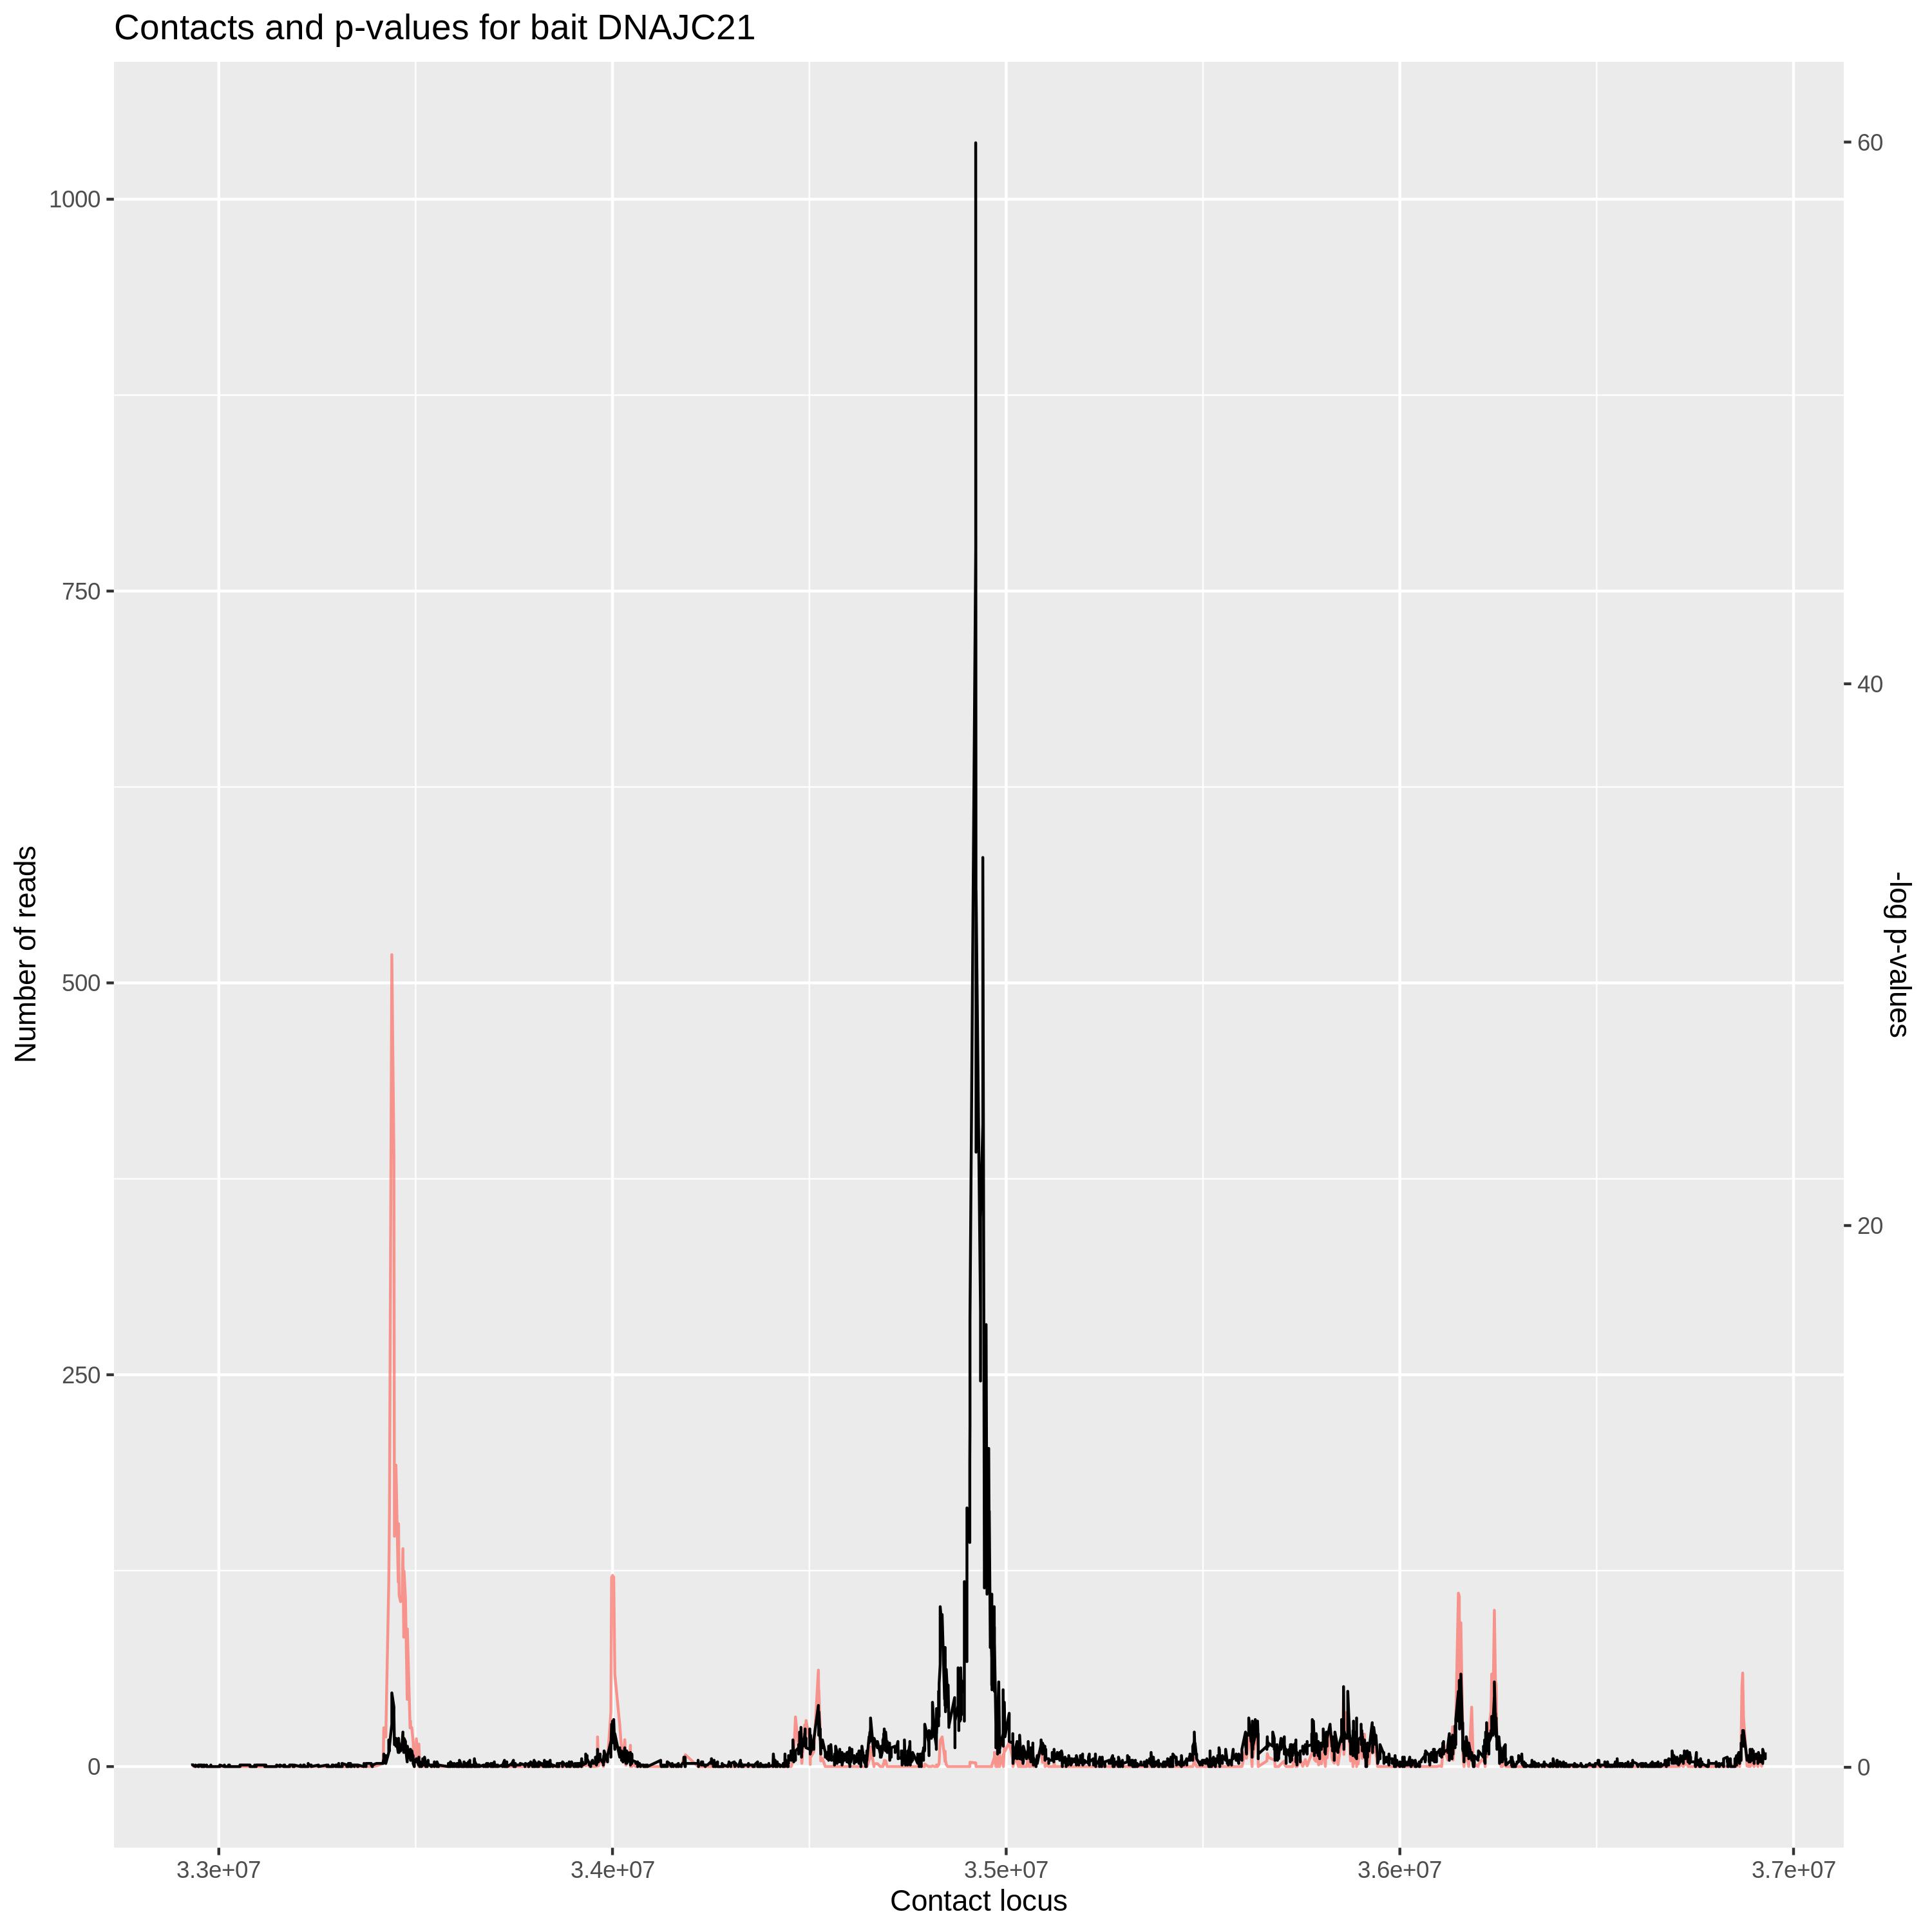 Contacts and p-values for bait DNAJC21
1000
750
500
250
0
Number of reads
60
40
20
0
-log p-values
3.3e+07
3.4e+07
3.5e+07
3.6e+07
3.7e+07
Contact locus